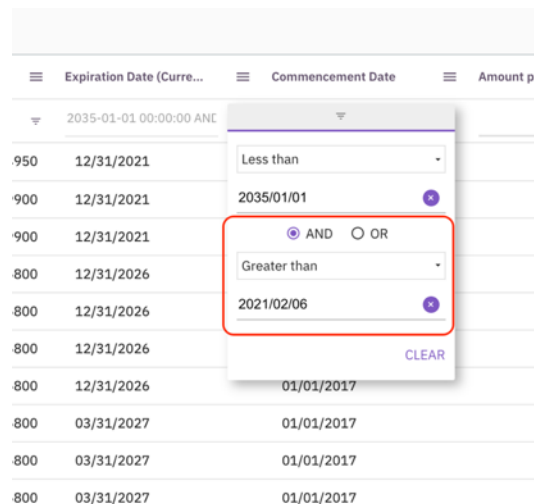 Expiration Date (Curre... Commencement Date Amount p
2035-01-01 00:00:00 AND
950 12/31/2021 Less than
900 12/31/2021 2035/01/01
900 12/31/2021 AND OR
800 12/31/2026 Greater than
800 12/31/2026 2021/02/06
800 12/31/2026 CLEAR
800 12/31/2026 01/01/2017
800 03/31/2027 01/01/2017
800 03/31/2027 01/01/2017
800 03/31/2027 01/01/2017